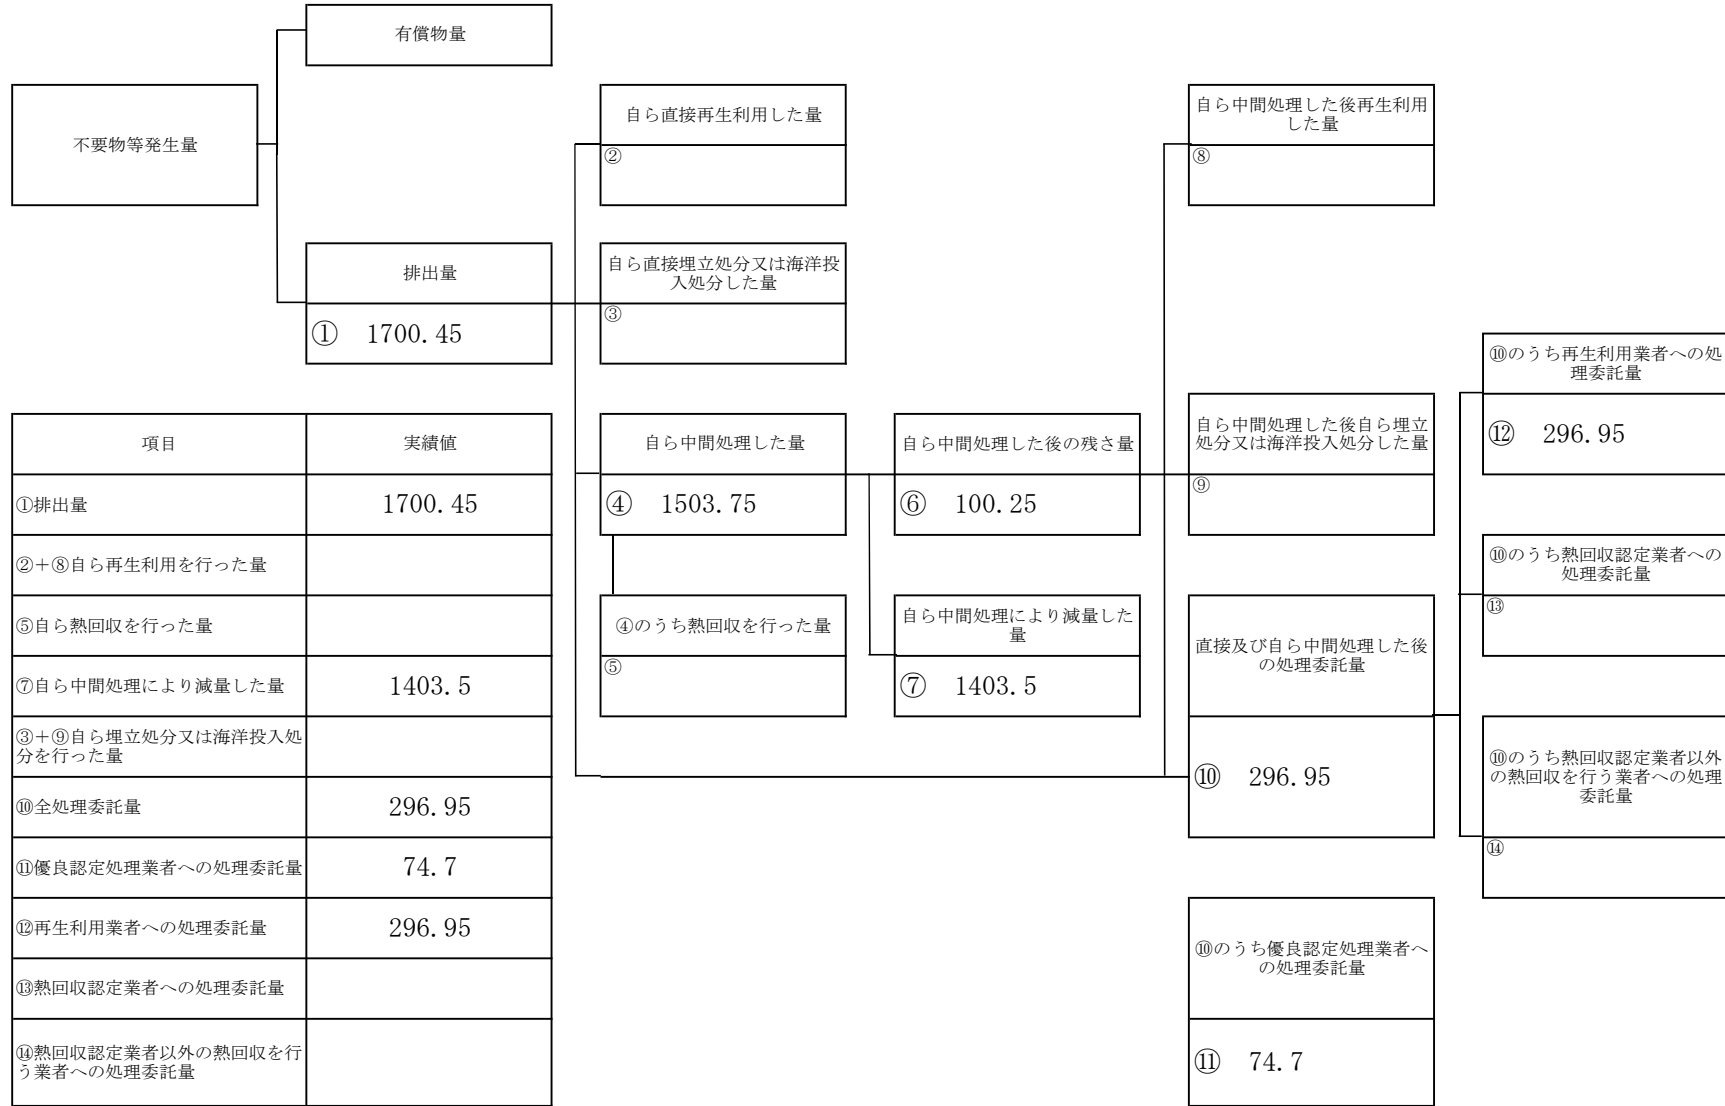 有償物量
不要物等発生量
自ら直接再生利用した量
②
自ら中間処理した後再生利用
した量
⑧
排出量
① 1700.45
自ら直接埋立処分又は海洋投
入処分した量
③
⑩のうち再生利用業者への処
理委託量
⑫ 296.95
自ら中間処理した量
④ 1503.75
自ら中間処理した後の残さ量
⑥ 100.25
自ら中間処理した後自ら埋立
処分又は海洋投入処分した量
⑨
⑩のうち熱回収認定業者への
処理委託量
⑬
④のうち熱回収を行った量
⑤
自ら中間処理により減量した
量
⑦ 1403.5
直接及び自ら中間処理した後
の処理委託量
⑩ 296.95
⑩のうち熱回収認定業者以外
の熱回収を行う業者への処理
委託量
⑭
⑩のうち優良認定処理業者へ
の処理委託量
⑪ 74.7
項目 実績値
①排出量 1700.45
②+⑧自ら再生利用を行った量
⑤自ら熱回収を行った量
⑦自ら中間処理により減量した量 1403.5
③+⑨自ら埋立処分又は海洋投入処
分を行った量
⑩全処理委託量 296.95
⑪優良認定処理業者への処理委託量 74.7
⑫再生利用業者への処理委託量 296.95
⑬熱回収認定業者への処理委託量
⑭熱回収認定業者以外の熱回収を行
う業者への処理委託量